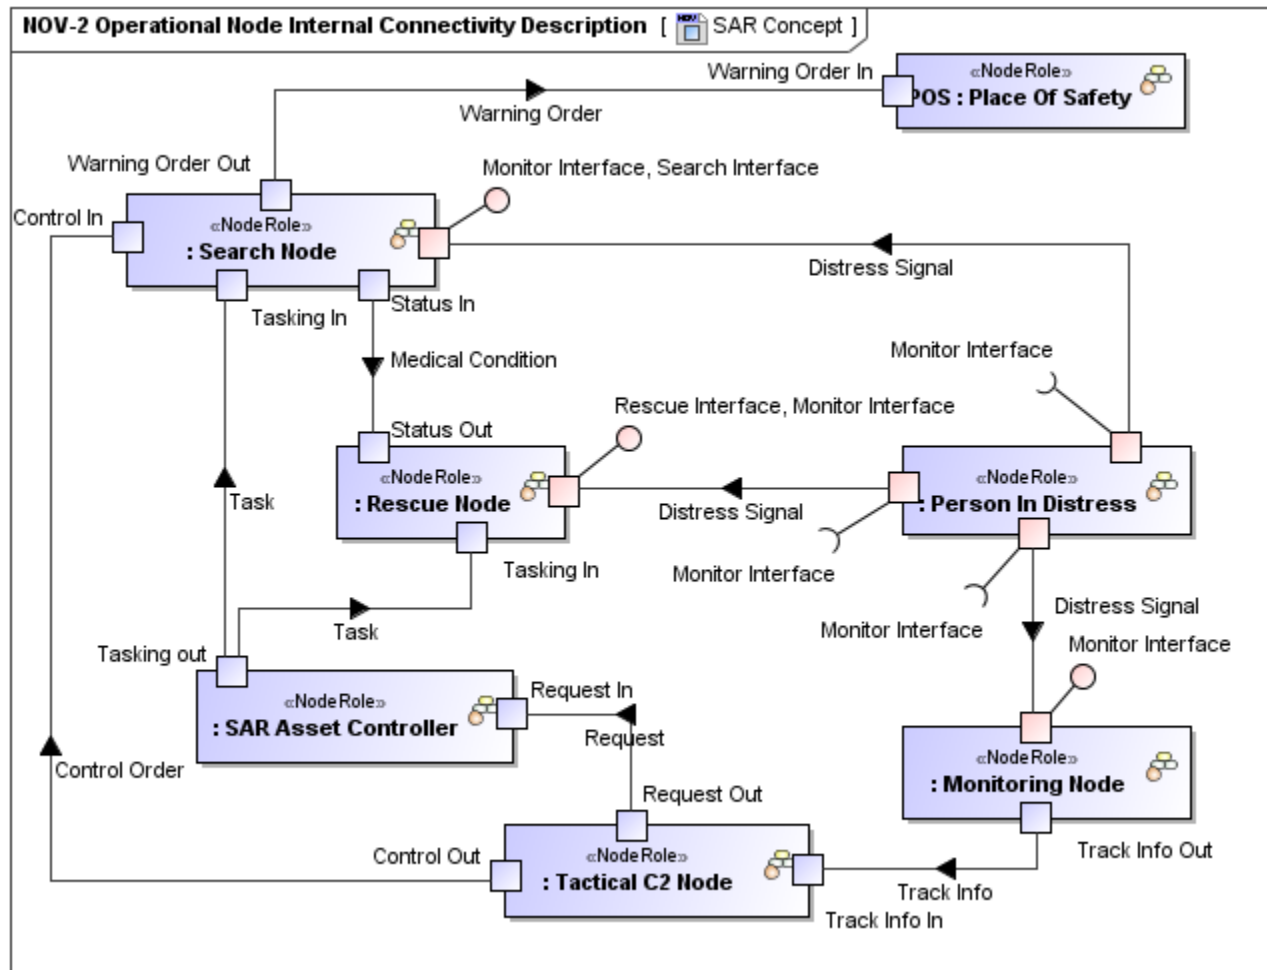 NOV-2 Operational Node Internal Connectivity Description [ NOV-2 SAR Concept ]
Warning Order In
«NodeRole»
POS : Place Of Safety
Warning Order
Warning Order Out
Monitor Interface, Search Interface
Control In
«NodeRole»
: Search Node
Distress Signal
Tasking In
Status In
Medical Condition
Monitor Interface
Rescue Interface, Monitor Interface
Status Out
«NodeRole»
: Rescue Node
«NodeRole»
: Person In Distress
Task
Distress Signal
Tasking In
Monitor Interface
Distress Signal
Task
Monitor Interface
Monitor Interface
Tasking out
«NodeRole»
: SAR Asset Controller
Request In
Request
«NodeRole»
: Monitoring Node
Control Order
Request Out
Control Out
«NodeRole»
: Tactical C2 Node
Track Info Out
Track Info
Track Info In